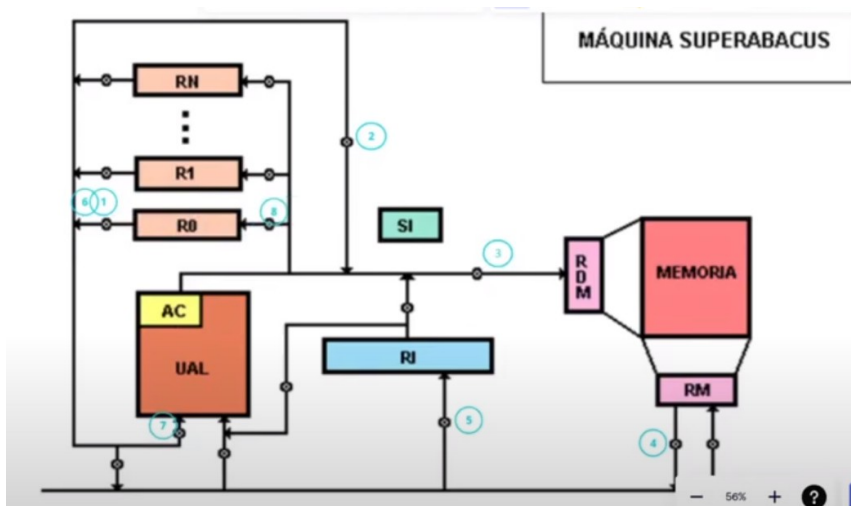 MÁQUINA SUPERABACUS
RN
2
R1
6
1
8
R0
SI
3
RDM
MEMORIA
AC
UAL
RI
RM
7
5
4
56%
?